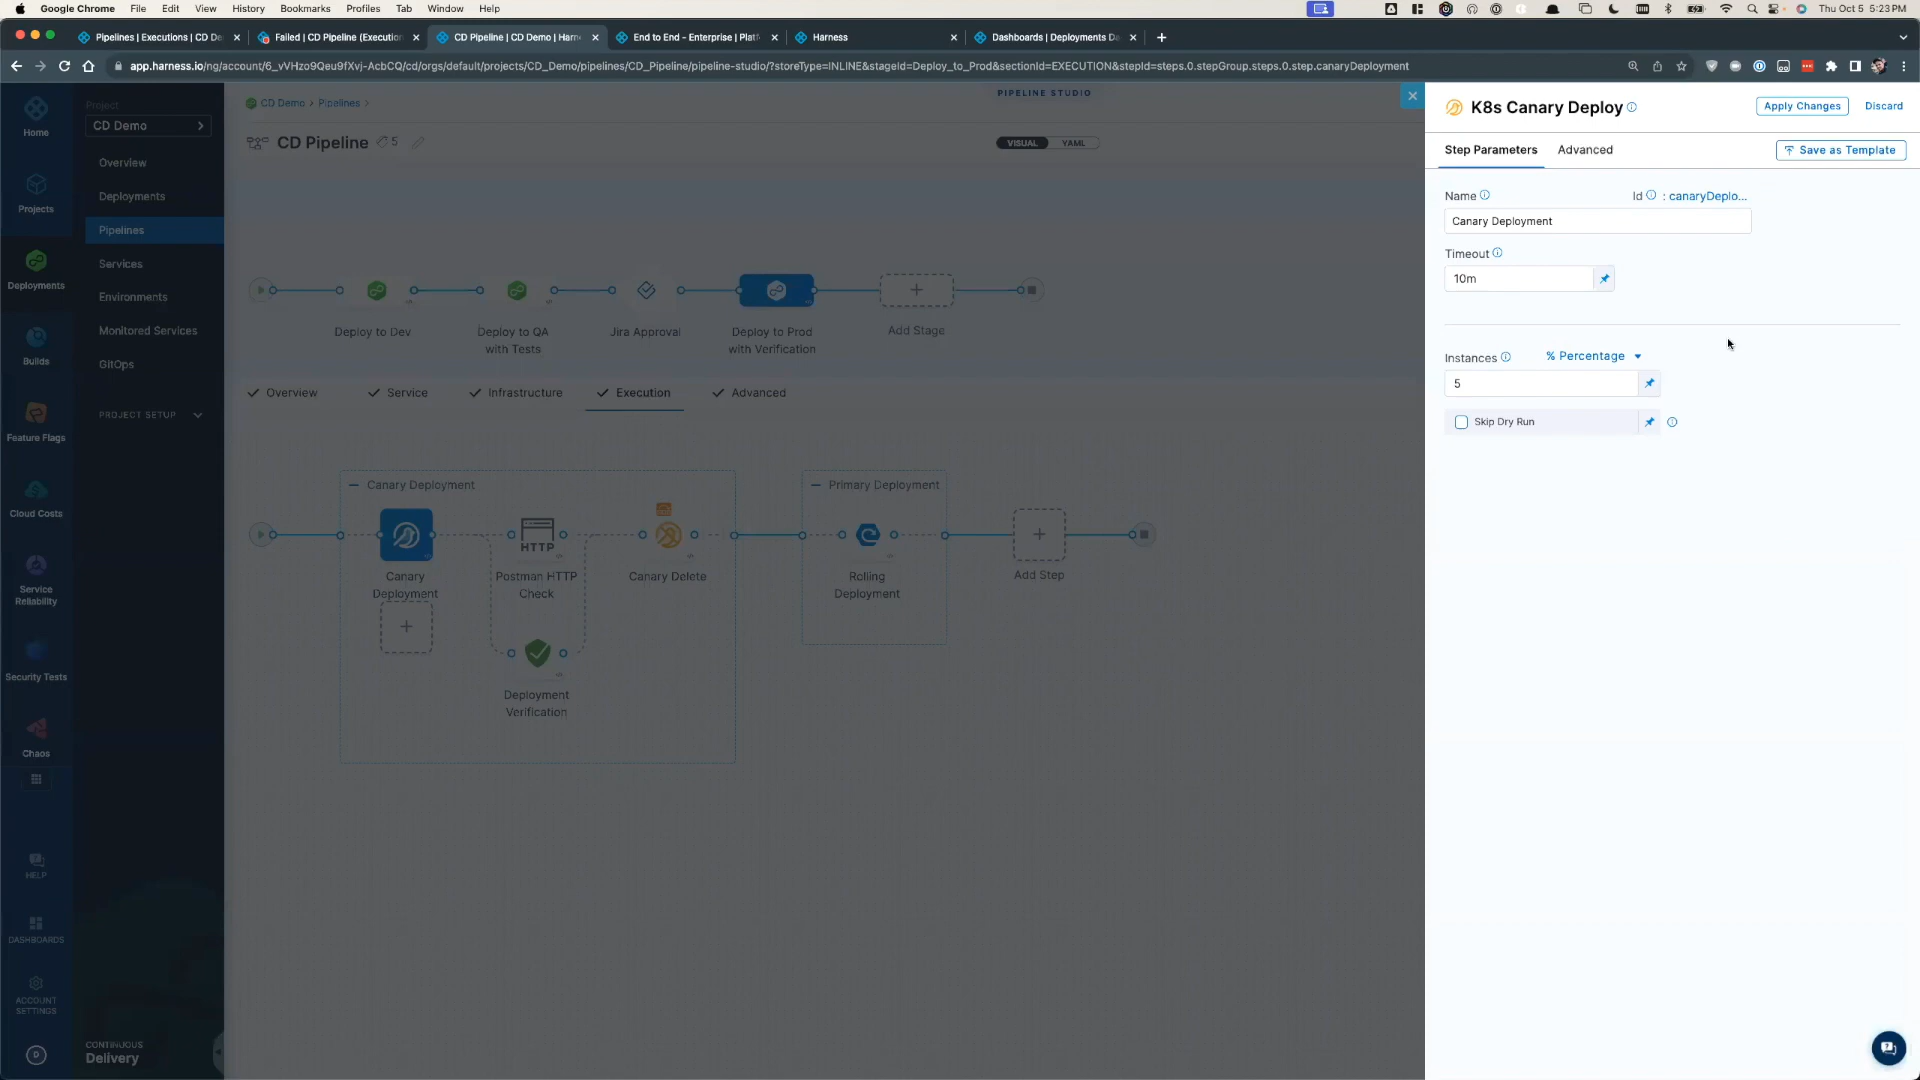 Google Chrome File Edit View History Bookmarks Profiles Tab Window Help Thu Oct 5 5:23 PM
Pipelines | Executions | CD De
Failed | CD Pipeline (Execution
CD Pipeline | CD Demo | Harn
End to End - Enterprise | Platf
Harness
Dashboards | Deployments Da
app.harness.io/ng/account/6_vVHzo9Qeu9fXvj-AcbCQ/cd/orgs/default/projects/CD_Demo/pipelines/CD_Pipeline/pipeline-studio/?storeType=INLINE&stageId=Deploy_to_Prod&sectionId=EXECUTION&stepId=steps.0.stepGroup.steps.0.step.canaryDeployment
Home
Projects
Deployments
Builds
Feature Flags
Cloud Costs
Service
Reliability
Security Tests
Chaos
HELP
DASHBOARDS
ACCOUNT
SETTINGS
D
Project
CD Demo
Overview
Deployments
Pipelines
Services
Environments
Monitored Services
GitOps
PROJECT SETUP
CONTINUOUS
Delivery
CD Demo > Pipelines >
PIPELINE STUDIO
CD Pipeline 5
VISUAL YAML
Deploy to Dev
Deploy to QA
with Tests
Jira Approval
Deploy to Prod
with Verification
Add Stage
Overview
Service
Infrastructure
Execution
Advanced
Canary Deployment
Canary
Deployment
HTTP
Postman HTTP
Check
Canary Delete
Deployment
Verification
Primary Deployment
Rolling
Deployment
Add Step
K8s Canary Deploy
Apply Changes
Discard
Step Parameters
Advanced
Save as Template
Name
Id : canaryDeplo...
Canary Deployment
Timeout
10m
Instances
% Percentage
5
Skip Dry Run